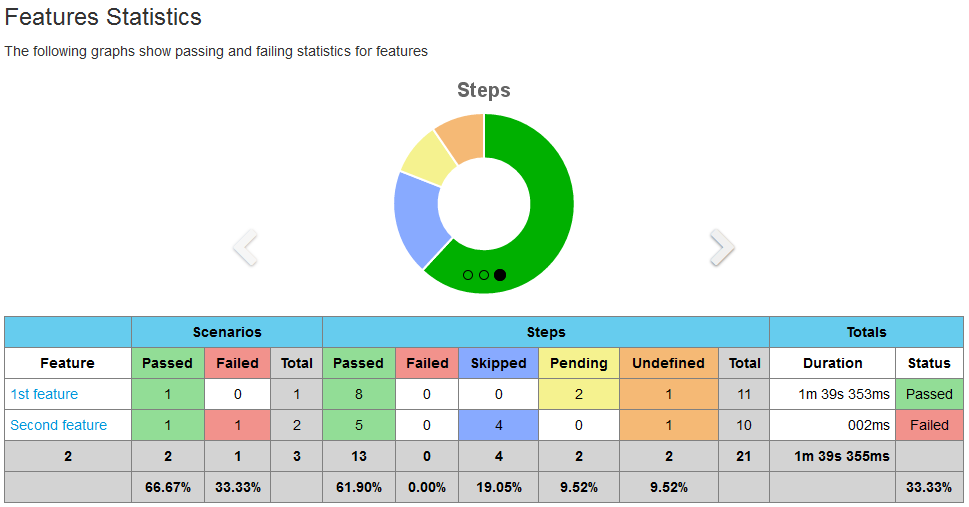 Features Statistics
The following graphs show passing and failing statistics for features
Steps
Scenarios Steps Totals
Feature Passed Failed Total Passed Failed Skipped Pending Undefined Total Duration Status
1st feature 1 0 1 8 0 0 2 1 11 1m 39s 353ms Passed
Second feature 1 1 2 5 0 4 0 1 10 002ms Failed
2 2 1 3 13 0 4 2 2 21 1m 39s 355ms
66.67% 33.33% 61.90% 0.00% 19.05% 9.52% 9.52% 33.33%